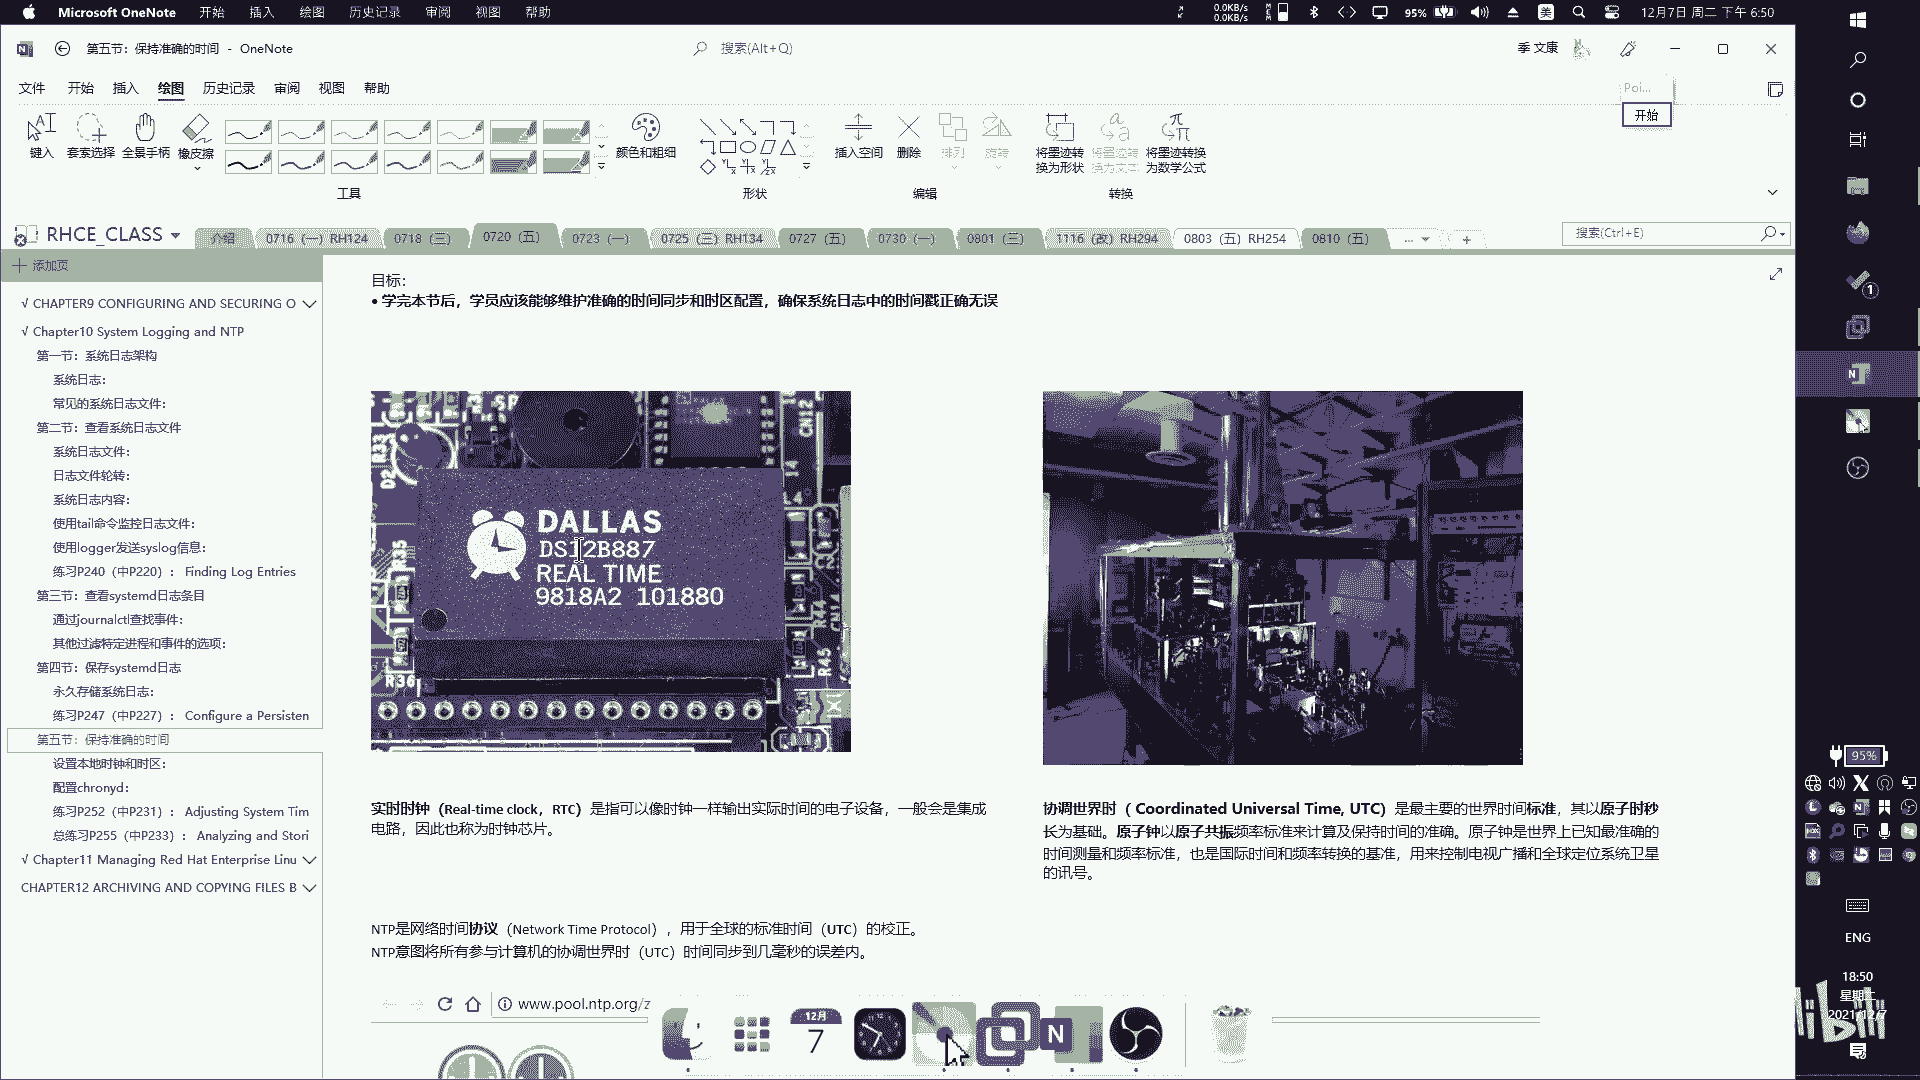 Microsoft OneNote 开始 插入 绘图 历史记录 审阅 视图 帮助
0.0KB/s
0.0KB/s
95%
美
12月7日 周二 下午 6:50
第五节：保持准确的时间 - OneNote
搜索(Alt+Q)
季 文康
文件 开始 插入 绘图 历史记录 审阅 视图 帮助
Poi...
开始
键入 套索选择 全景手柄 橡皮擦
颜色和粗细
插入空间 删除 排列 旋转
将墨迹转换为形状
将墨迹转换为文本
将墨迹转换为数学公式
工具 形状 编辑 转换
RHCE_CLASS
介绍 0716（一）RH124 0718（三） 0720（五） 0723（一） 0725（三）RH134 0727（五） 0730（一） 0801（三） 1116（改）RH294 0803（五）RH254 0810（五） ...
搜索(Ctrl+E)
添加页
√ CHAPTER9 CONFIGURING AND SECURING O
√ Chapter10 System Logging and NTP
第一节：系统日志架构
系统日志：
常见的系统日志文件：
第二节：查看系统日志文件
系统日志文件：
日志文件轮转：
系统日志内容：
使用tail命令监控日志文件：
使用logger发送syslog信息：
练习P240（中P220）： Finding Log Entries
第三节：查看systemd日志条目
通过journalctl查找事件：
其他过滤特定进程和事件的选项：
第四节：保存systemd日志
永久存储系统日志：
练习P247（中P227）： Configure a Persisten
第五节：保持准确的时间
设置本地时钟和时区：
配置chronyd：
练习P252（中P231）： Adjusting System Tim
总练习P255（中P233）： Analyzing and Stori
√ Chapter11 Managing Red Hat Enterprise Linu
CHAPTER12 ARCHIVING AND COPYING FILES B
目标：
• 学完本节后，学员应该能够维护准确的时间同步和时区配置，确保系统日志中的时间戳正确无误
DALLAS
DS12B887
REAL TIME
9818A2 101880
R33
D2
R35
R36
CN12
L4
R44
R45
实时时钟（Real-time clock，RTC）是指可以像时钟一样输出实际时间的电子设备，一般会是集成
电路，因此也称为时钟芯片。
协调世界时（ Coordinated Universal Time, UTC）是最主要的世界时间标准，其以原子时秒
长为基础。原子钟以原子共振频率标准来计算及保持时间的准确。原子钟是世界上已知最准确的
时间测量和频率标准，也是国际时间和频率转换的基准，用来控制电视广播和全球定位系统卫星
的讯号。
NTP是网络时间协议（Network Time Protocol），用于全球的标准时间（UTC）的校正。
NTP意图将所有参与计算机的协调世界时（UTC）时间同步到几毫秒的误差内。
www.pool.ntp.org/z
12月
7
N
1
95%
ENG
18:50
星期二
2021/12/7